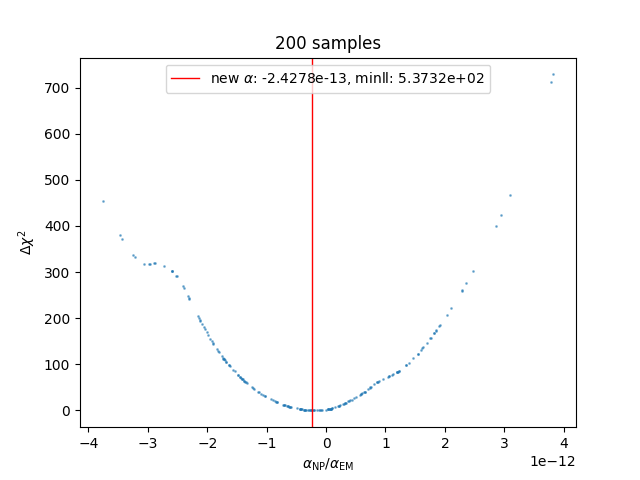 200 samples
new α: -2.4278e-13, minll: 5.3732e+02
700
600
500
400
300
200
100
0
Δχ²
−4 −3 −2 −1 0 1 2 3 4
1e−12
α_NP/α_EM